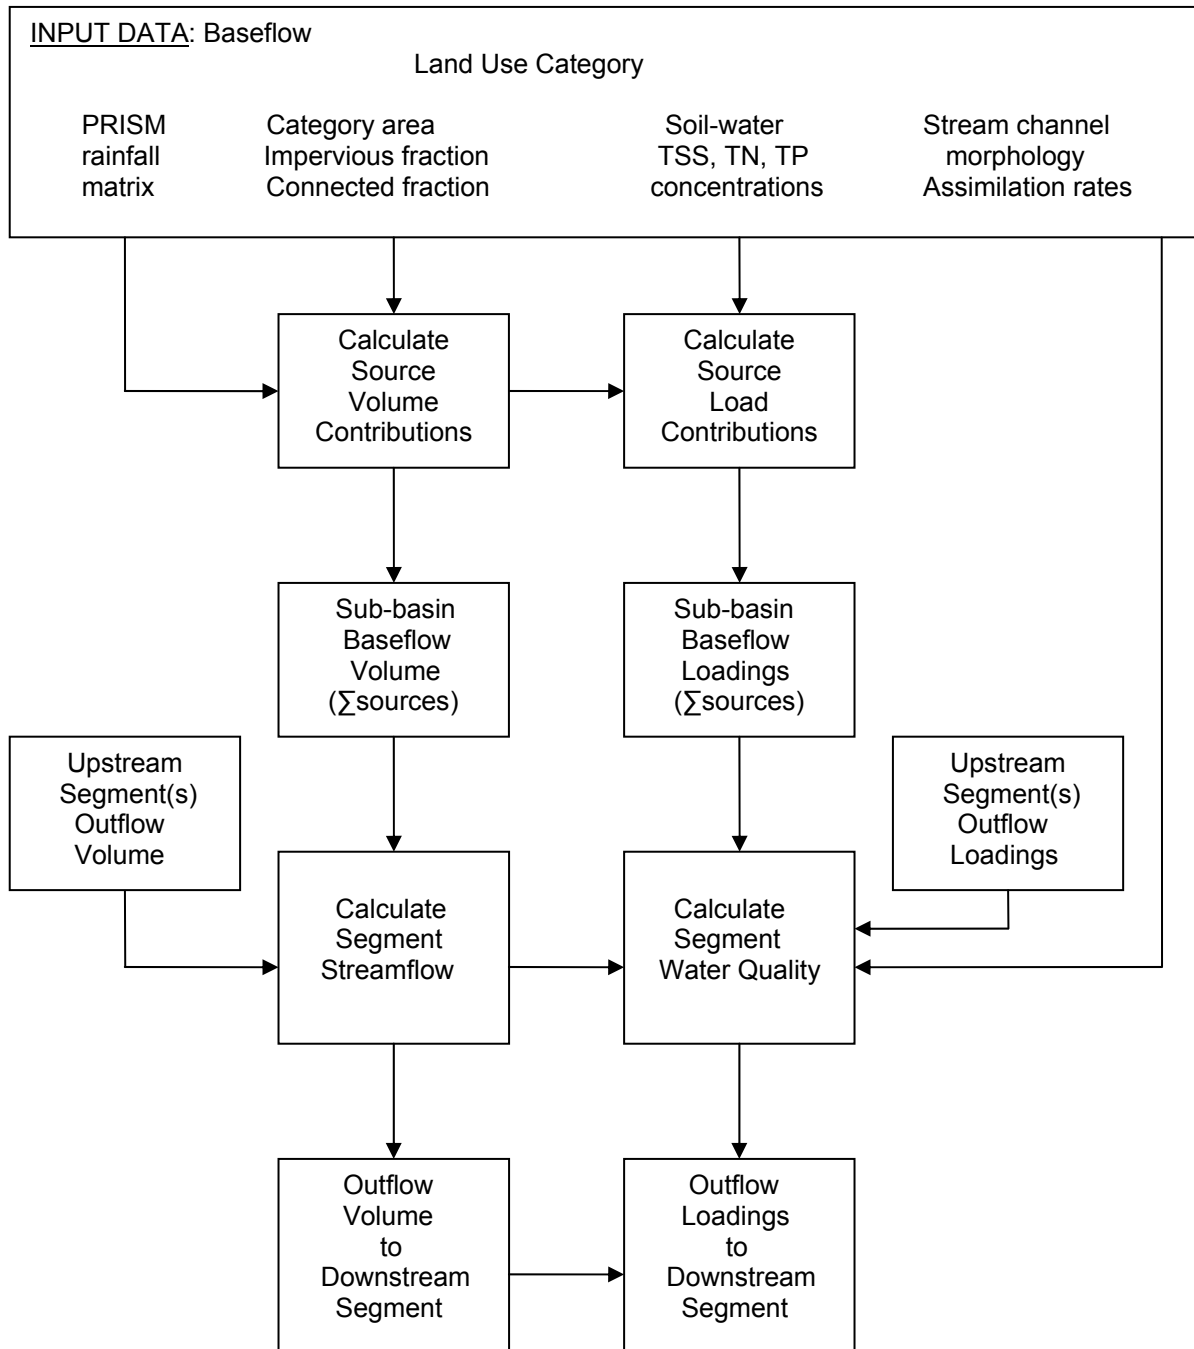 INPUT DATA: Baseflow
Land Use Category
PRISM
rainfall
matrix
Category area
Impervious fraction
Connected fraction
Soil-water
TSS, TN, TP
concentrations
Stream channel
morphology
Assimilation rates
Calculate
Source
Volume
Contributions
Calculate
Source
Load
Contributions
Sub-basin
Baseflow
Volume
(∑sources)
Sub-basin
Baseflow
Loadings
(∑sources)
Upstream
Segment(s)
Outflow
Volume
Upstream
Segment(s)
Outflow
Loadings
Calculate
Segment
Streamflow
Calculate
Segment
Water Quality
Outflow
Volume
to
Downstream
Segment
Outflow
Loadings
to
Downstream
Segment